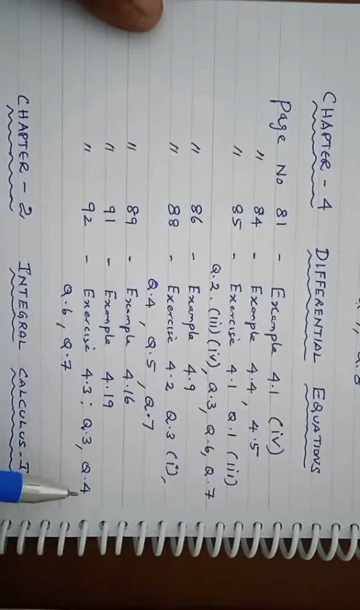 Q.8
CHAPTER - 4 DIFFERENTIAL EQUATIONS
Page No 81 - Example 4.1 (iv)
" 84 - Example 4.4, 4.5
" 85 - Exercise 4.1 Q.1 (iii)
Q.2. (iii) (iv), Q.3, Q.6, Q.7
" 86 - Example 4.9
" 88 - Exercise 4.2 Q.3 (i),
Q.4, Q.5, Q.7
" 89 - Example 4.16
" 91 - Example 4.19
" 92 - Exercise 4.3: Q.3, Q.4
Q.6, Q.7
CHAPTER - 2 INTEGRAL CALCULUS-I